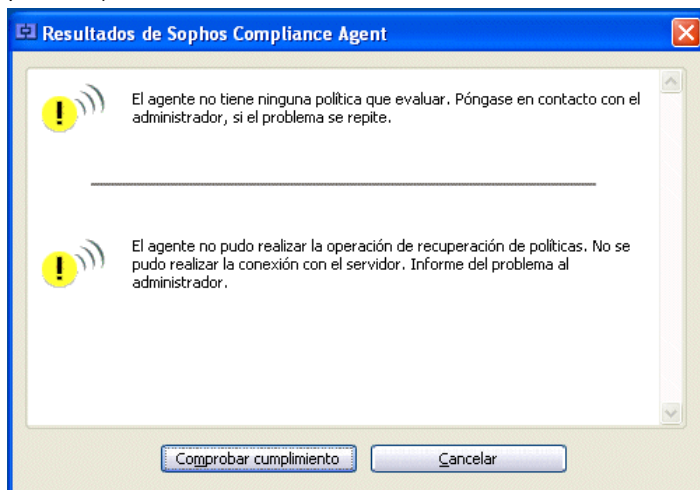 Resultados de Sophos Compliance Agent
El agente no tiene ninguna política que evaluar. Póngase en contacto con el
administrador, si el problema se repite.
El agente no pudo realizar la operación de recuperación de políticas. No se
pudo realizar la conexión con el servidor. Informe del problema al
administrador.
Comprobar cumplimiento
Cancelar